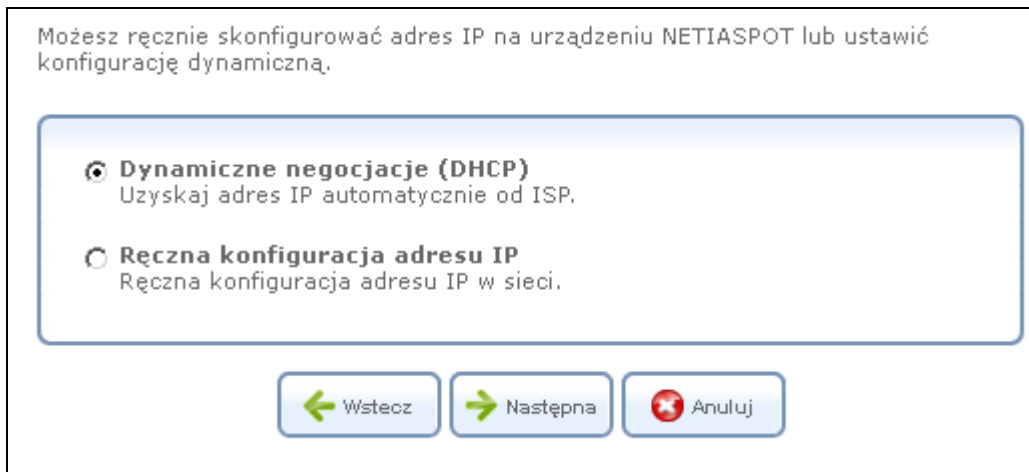 Możesz ręcznie skonfigurować adres IP na urządzeniu NETIASPOT lub ustawić
konfigurację dynamiczną.
Dynamiczne negocjacje (DHCP)
Uzyskaj adres IP automatycznie od ISP.
Ręczna konfiguracja adresu IP
Ręczna konfiguracja adresu IP w sieci.
Wstecz Następna Anuluj